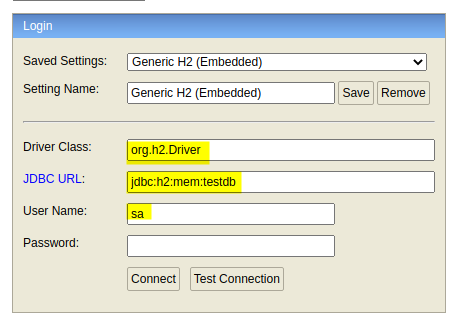 Login
Saved Settings: Generic H2 (Embedded)
Setting Name: Generic H2 (Embedded) Save Remove
Driver Class: org.h2.Driver
JDBC URL: jdbc:h2:mem:testdb
User Name: sa
Password:
Connect Test Connection